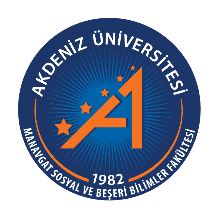 AKDENİZ ÜNİVERSİTESİ
1982
MANAVGAT SOSYAL VE BEŞERİ BİLİMLER FAKÜLTESİ